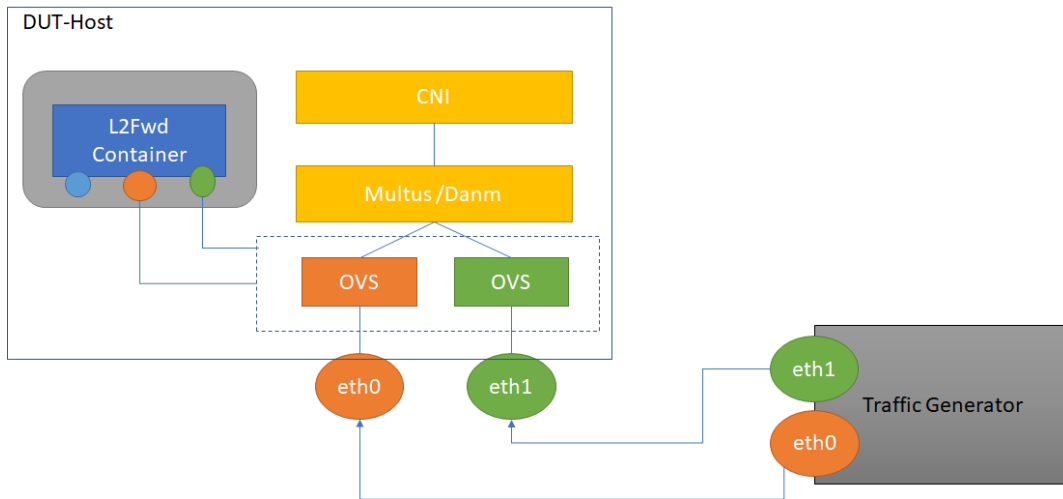 DUT-Host
CNI
L2Fwd
Container
Multus /Danm
OVS
OVS
eth0
eth1
eth1
Traffic Generator
eth0